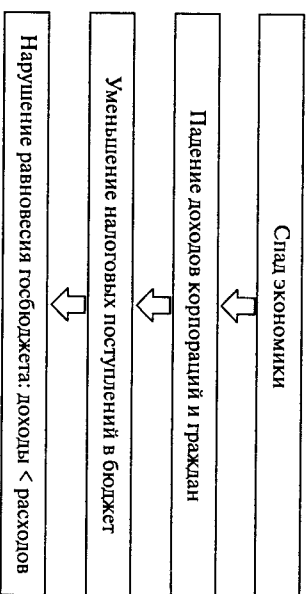 Спад экономики
Падение доходов корпораций и граждан
Уменьшение налоговых поступлений в бюджет
Нарушение равновесия госбюджета: доходы < расходов